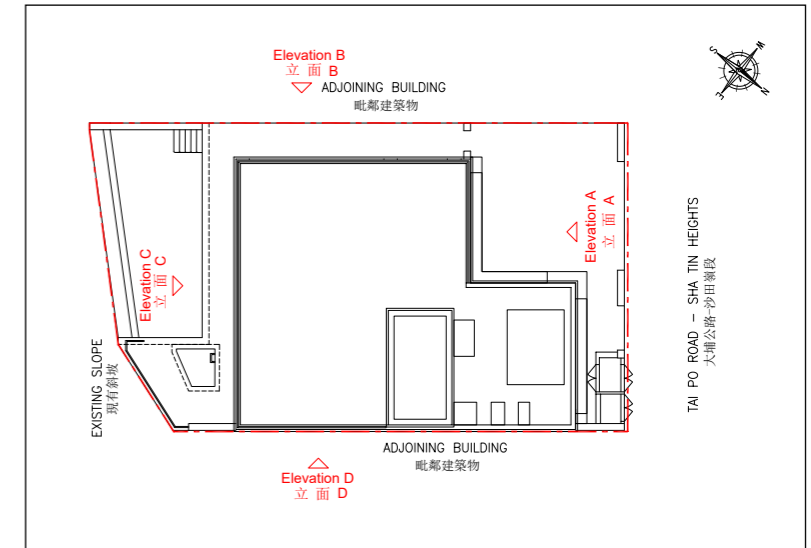 Elevation B
立 面 B
ADJOINING BUILDING
毗鄰建築物
S
W
E
N
Elevation A
立 面 A
TAI PO ROAD – SHA TIN HEIGHTS
大埔公路-沙田嶺段
Elevation C
立 面 C
EXISTING SLOPE
現有斜坡
ADJOINING BUILDING
毗鄰建築物
Elevation D
立 面 D